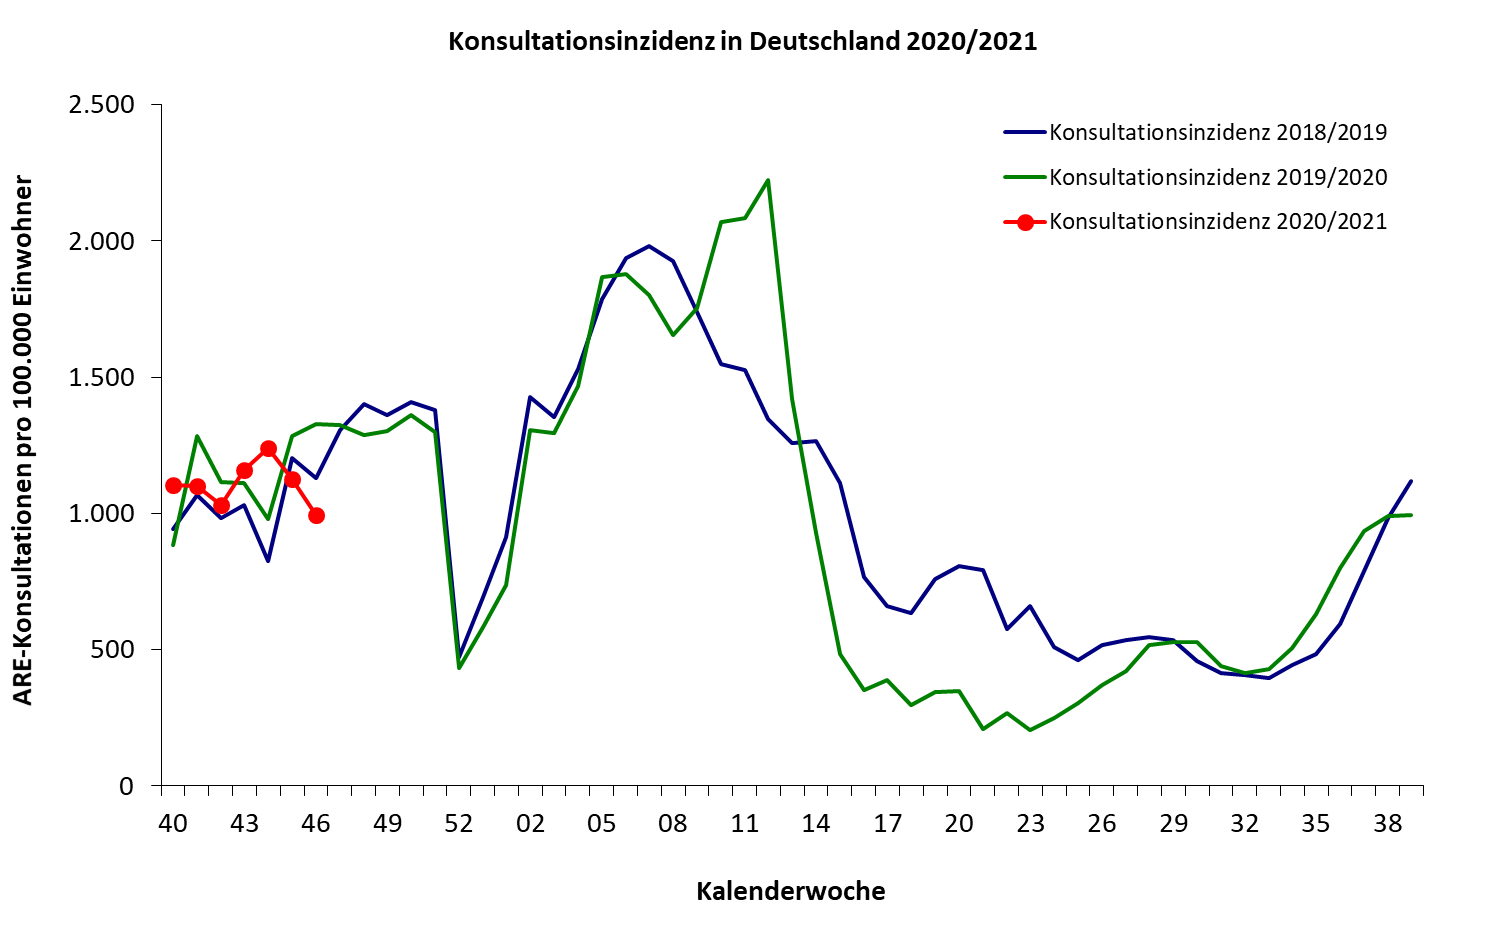 Konsultationsinzidenz in Deutschland 2020/2021
ARE-Konsultationen pro 100.000 Einwohner
2.500
2.000
1.500
1.000
500
0
Konsultationsinzidenz 2018/2019
Konsultationsinzidenz 2019/2020
Konsultationsinzidenz 2020/2021
40 43 46 49 52 02 05 08 11 14 17 20 23 26 29 32 35 38
Kalenderwoche